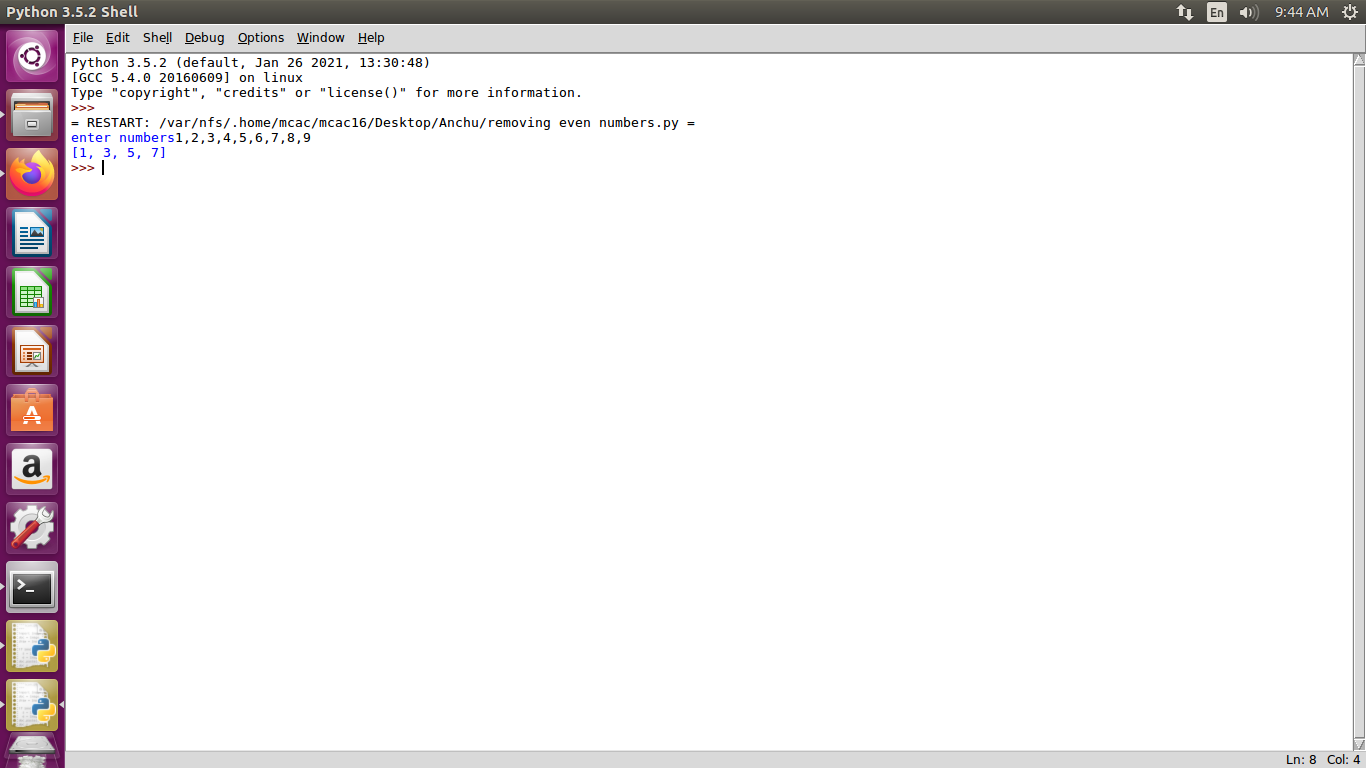 Python 3.5.2 Shell
En
9:44 AM
File Edit Shell Debug Options Window Help
Python 3.5.2 (default, Jan 26 2021, 13:30:48)
[GCC 5.4.0 20160609] on linux
Type "copyright", "credits" or "license()" for more information.
>>>
= RESTART: /var/nfs/.home/mcac/mcac16/Desktop/Anchu/removing even numbers.py =
enter numbers1,2,3,4,5,6,7,8,9
[1, 3, 5, 7]
>>>
Ln: 8 Col: 4